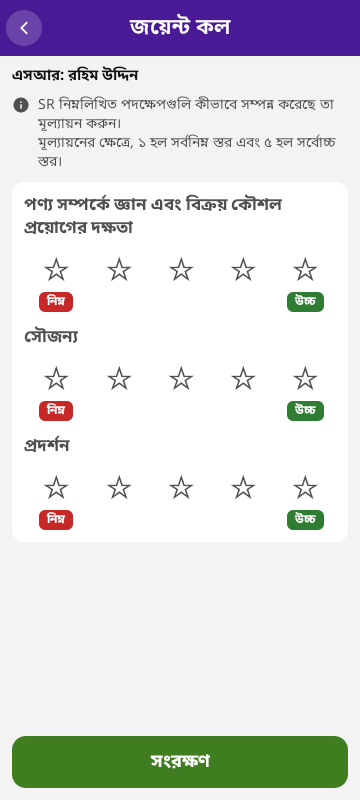 জয়েন্ট কল
এসআর: রহিম উদ্দিন
SR নিম্নলিখিত পদক্ষেপগুলি কীভাবে সম্পন্ন করেছে তা
মূল্যায়ন করুন।
মূল্যায়নের ক্ষেত্রে, ১ হল সর্বনিম্ন স্তর এবং ৫ হল সর্বোচ্চ
স্তর।
পণ্য সম্পর্কে জ্ঞান এবং বিক্রয় কৌশল
প্রয়োগের দক্ষতা
নিম্ন উচ্চ
সৌজন্য
নিম্ন উচ্চ
প্রদর্শন
নিম্ন উচ্চ
সংরক্ষণ